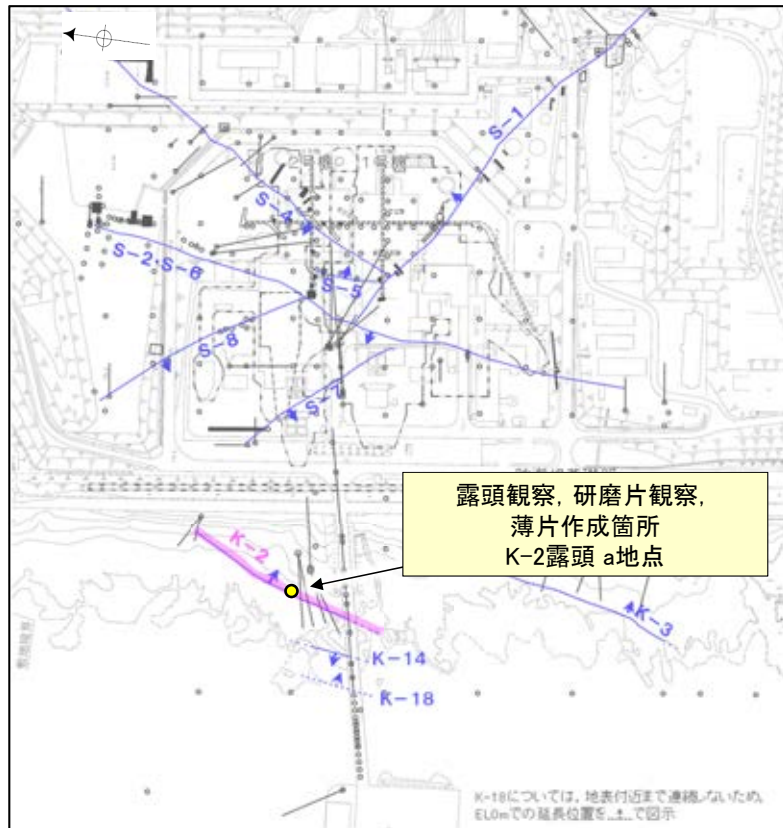 S-1
2号機
1号機
S-4
S-2・S-6
S-5
S-8
S-7
露頭観察, 研磨片観察,
薄片作成箇所
K-2露頭 a地点
K-2
K-3
K-14
K-18
K-18については、地表付近まで連続しないため、
EL0mでの延長位置を で図示